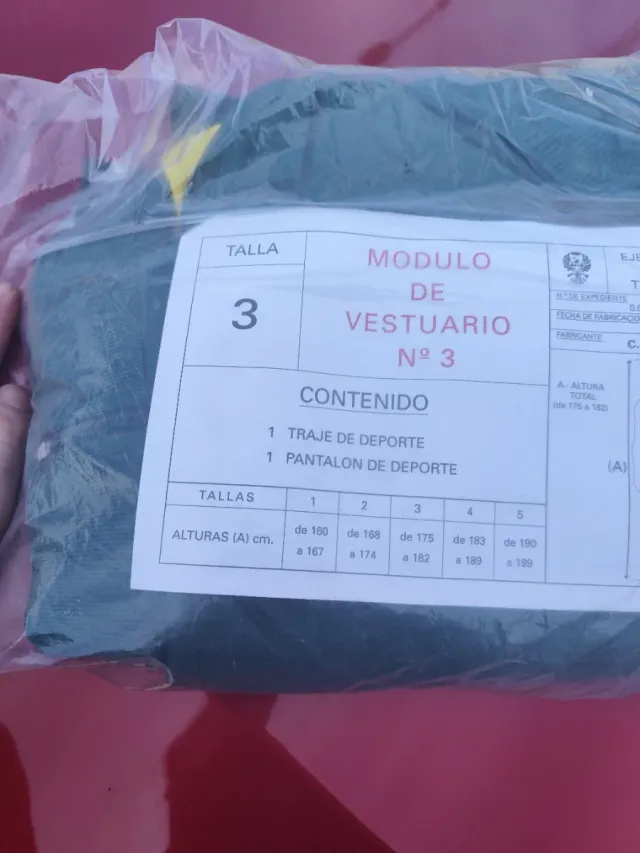 TALLA
3
MODULO
DE
VESTUARIO
Nº 3
CONTENIDO
1 TRAJE DE DEPORTE
1 PANTALON DE DEPORTE
TALLAS 1 2 3 4 5
ALTURAS (A) cm. de 160 a 167 de 168 a 174 de 175 a 182 de 183 a 189 de 190 a 199
EJE
T
N.º DE EXPEDIENTE
FECHA DE FABRICACIO
FABRICANTE C.
A.- ALTURA
TOTAL
(de 175 a 182)
(A)